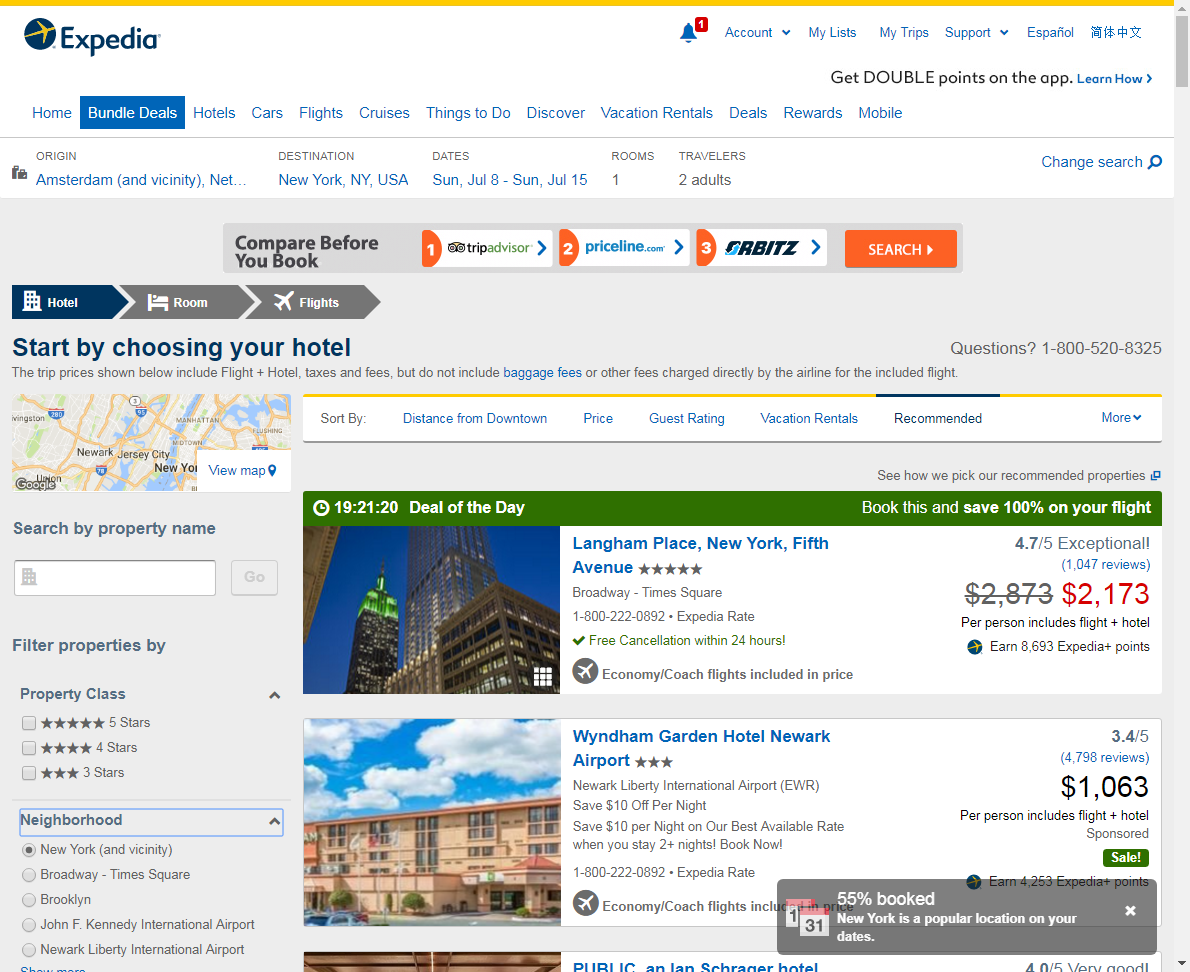 Expedia
1
Account
My Lists
My Trips
Support
Español
简体中文
Get DOUBLE points on the app. Learn How
Home
Bundle Deals
Hotels
Cars
Flights
Cruises
Things to Do
Discover
Vacation Rentals
Deals
Rewards
Mobile
ORIGIN
Amsterdam (and vicinity), Net...
DESTINATION
New York, NY, USA
DATES
Sun, Jul 8 - Sun, Jul 15
ROOMS
1
TRAVELERS
2 adults
Change search
Compare Before
You Book
1 tripadvisor
2 priceline.com
3 ORBITZ
SEARCH
Hotel
Room
Flights
Start by choosing your hotel
Questions? 1-800-520-8325
The trip prices shown below include Flight + Hotel, taxes and fees, but do not include baggage fees or other fees charged directly by the airline for the included flight.
ivingston
280
3
95
MANHATTAN
FLUSHING
MIDTOWN
Newark
Jersey City
78
New Yor
Union
Google
View map
Sort By:
Distance from Downtown
Price
Guest Rating
Vacation Rentals
Recommended
More
See how we pick our recommended properties
Search by property name
Go
Filter properties by
Property Class
5 Stars
4 Stars
3 Stars
Neighborhood
New York (and vicinity)
Broadway - Times Square
Brooklyn
John F. Kennedy International Airport
Newark Liberty International Airport
Show more
19:21:20 Deal of the Day
Book this and save 100% on your flight
Langham Place, New York, Fifth
Avenue
Broadway - Times Square
1-800-222-0892 • Expedia Rate
Free Cancellation within 24 hours!
Economy/Coach flights included in price
4.7/5 Exceptional!
(1,047 reviews)
$2,873 $2,173
Per person includes flight + hotel
Earn 8,693 Expedia+ points
Wyndham Garden Hotel Newark
Airport
Newark Liberty International Airport (EWR)
Save $10 Off Per Night
Save $10 per Night on Our Best Available Rate
when you stay 2+ nights! Book Now!
1-800-222-0892 • Expedia Rate
Economy/Coach flights included in price
3.4/5
(4,798 reviews)
$1,063
Per person includes flight + hotel
Sponsored
Sale!
Earn 4,253 Expedia+ points
1
31
55% booked
New York is a popular location on your
dates.
PUBLIC, an Ian Schrager hotel
4.0/5 Very good!